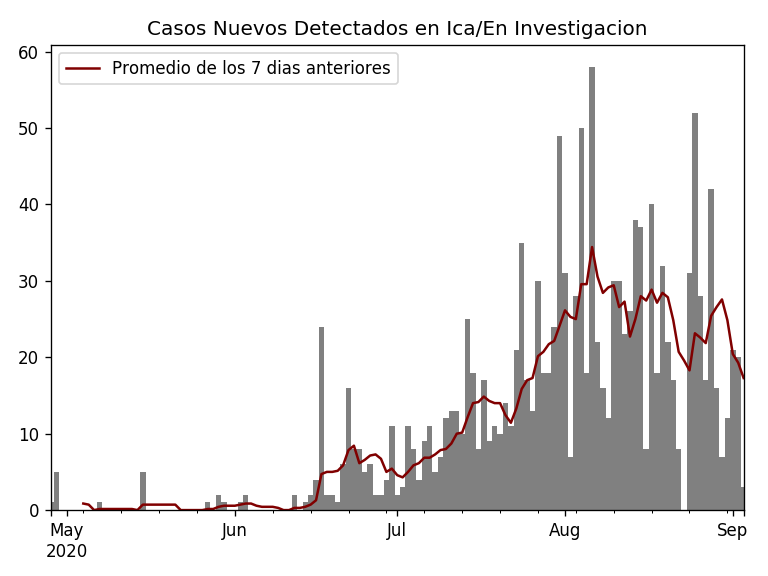 Casos Nuevos Detectados en Ica/En Investigacion
Promedio de los 7 dias anteriores
60
50
40
30
20
10
0
May Jun Jul Aug Sep
2020